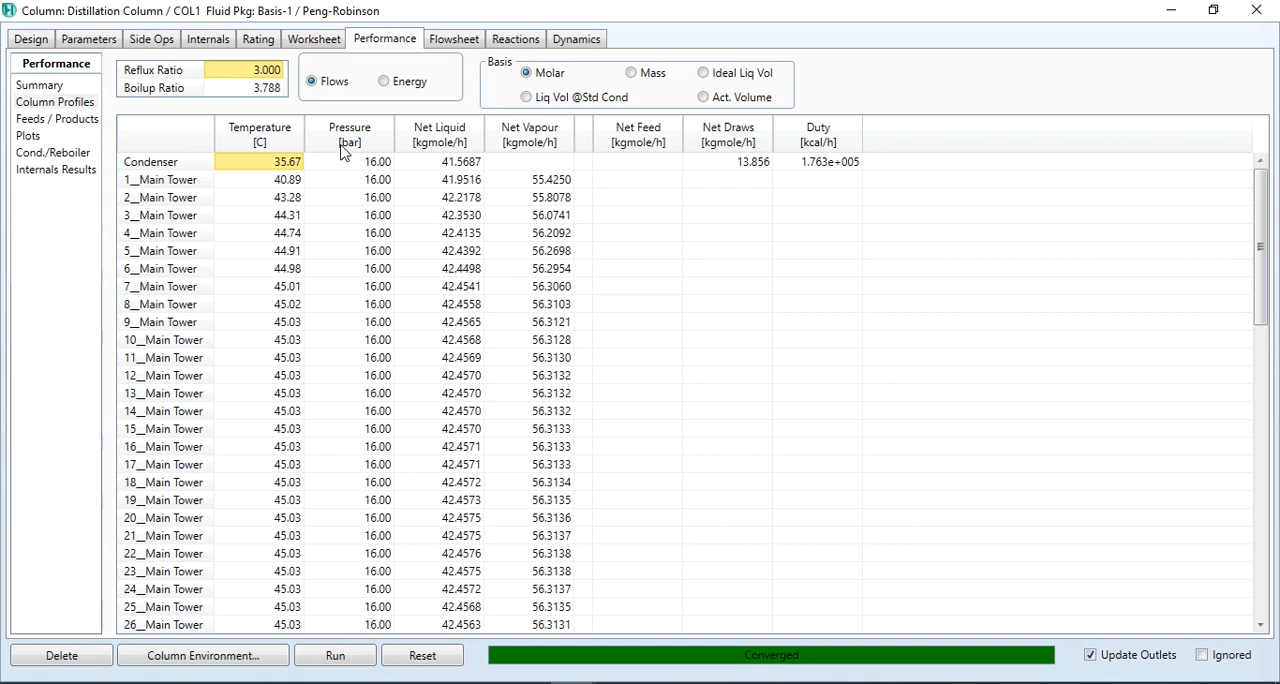 Column: Distillation Column / COL1 Fluid Pkg: Basis-1 / Peng-Robinson
Design Parameters Side Ops Internals Rating Worksheet Performance Flowsheet Reactions Dynamics
Performance
Summary
Column Profiles
Feeds / Products
Plots
Cond./Reboiler
Internals Results
Reflux Ratio 3.000
Boilup Ratio 3.788
Flows Energy
Basis
Molar Mass Ideal Liq Vol
Liq Vol @Std Cond Act. Volume
Temperature Pressure Net Liquid Net Vapour Net Feed Net Draws Duty
[C] [bar] [kgmole/h] [kgmole/h] [kgmole/h] [kgmole/h] [kcal/h]
Condenser 35.67 16.00 41.5687 13.856 1.763e+005
1__Main Tower 40.89 16.00 41.9516 55.4250
2__Main Tower 43.28 16.00 42.2178 55.8078
3__Main Tower 44.31 16.00 42.3530 56.0741
4__Main Tower 44.74 16.00 42.4135 56.2092
5__Main Tower 44.91 16.00 42.4392 56.2698
6__Main Tower 44.98 16.00 42.4498 56.2954
7__Main Tower 45.01 16.00 42.4541 56.3060
8__Main Tower 45.02 16.00 42.4558 56.3103
9__Main Tower 45.03 16.00 42.4565 56.3121
10__Main Tower 45.03 16.00 42.4568 56.3128
11__Main Tower 45.03 16.00 42.4569 56.3130
12__Main Tower 45.03 16.00 42.4570 56.3132
13__Main Tower 45.03 16.00 42.4570 56.3132
14__Main Tower 45.03 16.00 42.4570 56.3132
15__Main Tower 45.03 16.00 42.4570 56.3133
16__Main Tower 45.03 16.00 42.4571 56.3133
17__Main Tower 45.03 16.00 42.4571 56.3133
18__Main Tower 45.03 16.00 42.4572 56.3134
19__Main Tower 45.03 16.00 42.4573 56.3135
20__Main Tower 45.03 16.00 42.4575 56.3136
21__Main Tower 45.03 16.00 42.4575 56.3137
22__Main Tower 45.03 16.00 42.4576 56.3138
23__Main Tower 45.03 16.00 42.4575 56.3138
24__Main Tower 45.03 16.00 42.4572 56.3137
25__Main Tower 45.03 16.00 42.4568 56.3135
26__Main Tower 45.03 16.00 42.4563 56.3131
Delete Column Environment... Run Reset Converged Update Outlets Ignored